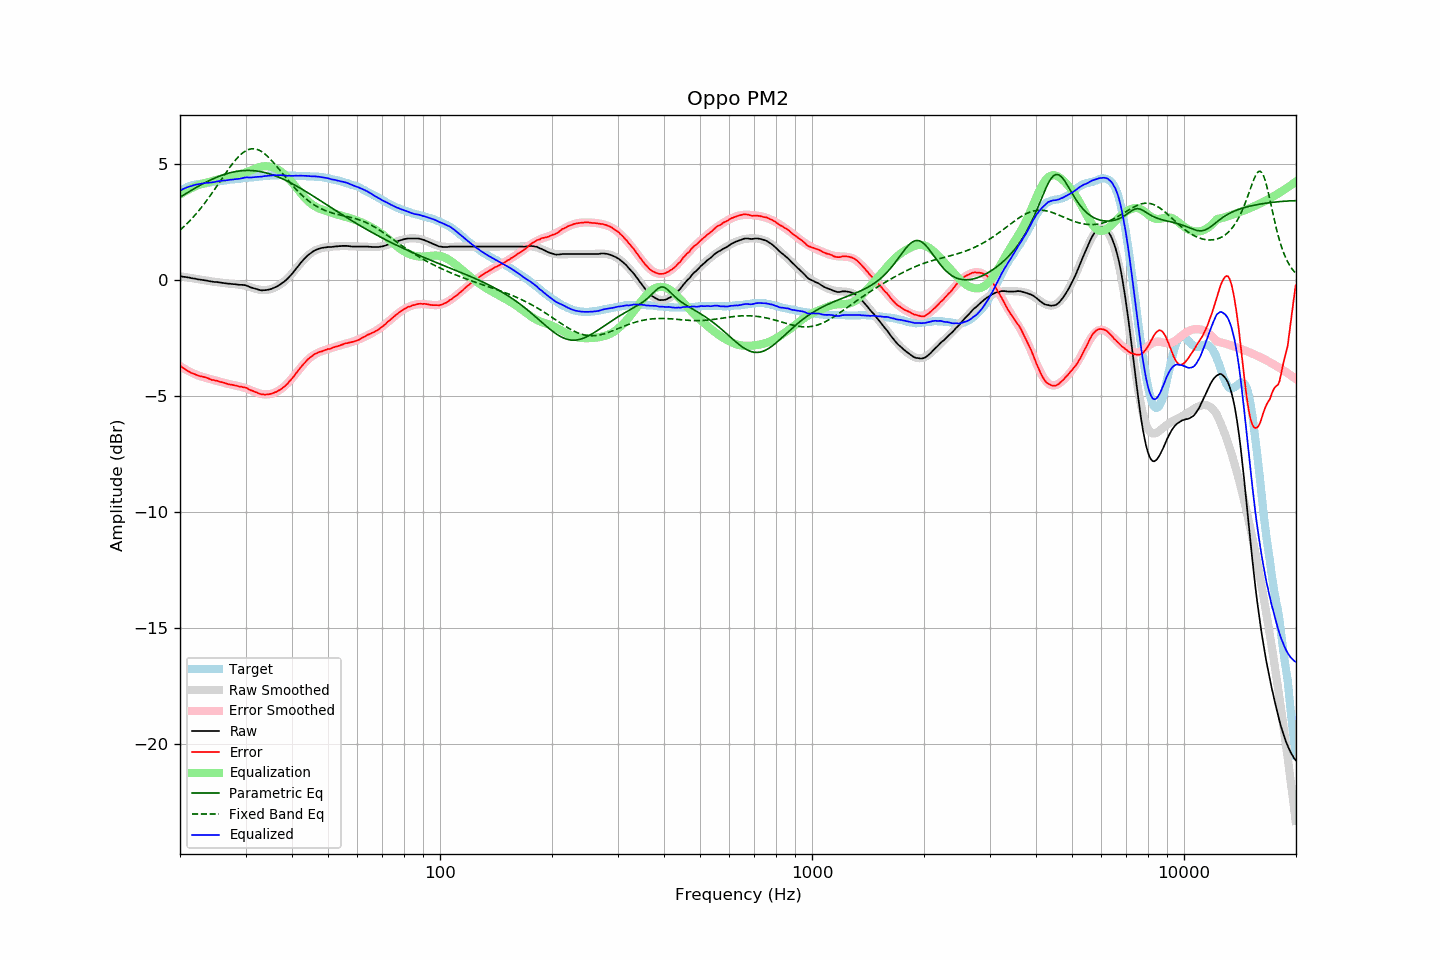 Oppo PM2
Amplitude (dBr)
5
0
−5
−10
−15
−20
Target
Raw Smoothed
Error Smoothed
Raw
Error
Equalization
Parametric Eq
Fixed Band Eq
Equalized
100
1000
10000
Frequency (Hz)